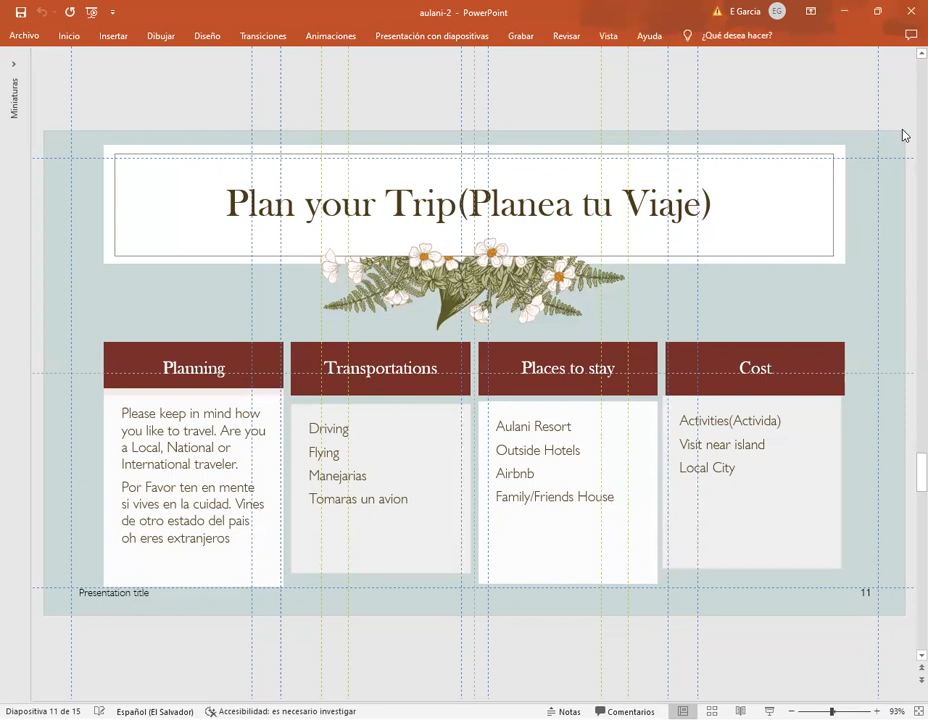 aulani-2 - PowerPoint
E Garcia
EG
Archivo
Inicio
Insertar
Dibujar
Diseño
Transiciones
Animaciones
Presentación con diapositivas
Grabar
Revisar
Vista
Ayuda
¿Qué desea hacer?
Miniaturas
Plan your Trip(Planea tu Viaje)
Planning
Please keep in mind how
you like to travel. Are you
a Local, National or
International traveler.
Por Favor ten en mente
si vives en la cuidad. Vines
de otro estado del pais
oh eres extranjeros
Transportations
Driving
Flying
Manejarias
Tomaras un avion
Places to stay
Aulani Resort
Outside Hotels
Airbnb
Family/Friends House
Cost
Activities(Activida)
Visit near island
Local City
Presentation title
11
Diapositiva 11 de 15
Español (El Salvador)
Accesibilidad: es necesario investigar
Notas
Comentarios
93%